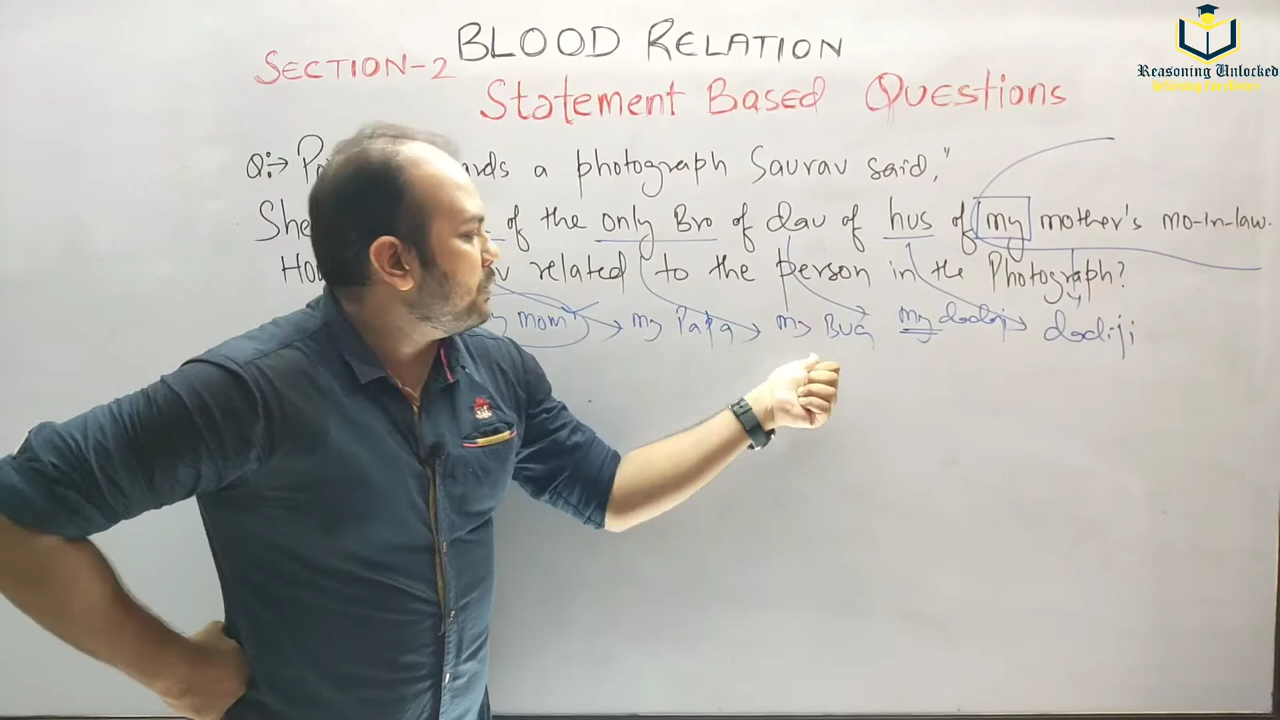 BLOOD RELATION
SECTION-2
Statement Based Questions
Q:→ a photograph Saurav said,"
She of the only Bro of dau of hus of my mother's mo-in-law.
related to the person in the Photograph?
mom my Papa my Bua my dadaji dadiji
Reasoning Unlocked